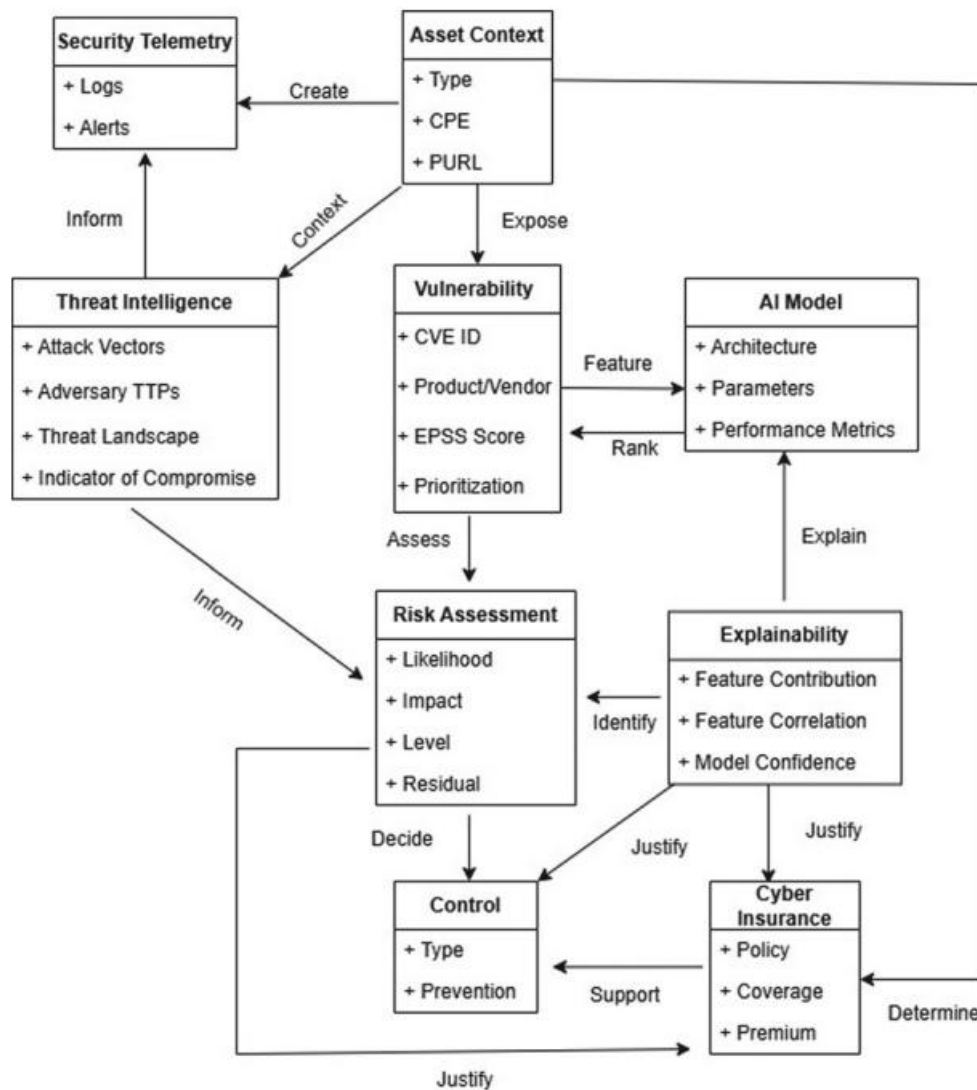 Security Telemetry
+ Logs
+ Alerts
Create
Asset Context
+ Type
+ CPE
+ PURL
Inform
Context
Expose
Threat Intelligence
+ Attack Vectors
+ Adversary TTPs
+ Threat Landscape
+ Indicator of Compromise
Vulnerability
+ CVE ID
+ Product/Vendor
+ EPSS Score
+ Prioritization
Feature
Rank
AI Model
+ Architecture
+ Parameters
+ Performance Metrics
Assess
Explain
Inform
Risk Assessment
+ Likelihood
+ Impact
+ Level
+ Residual
Identify
Explainability
+ Feature Contribution
+ Feature Correlation
+ Model Confidence
Decide
Justify
Justify
Control
+ Type
+ Prevention
Support
Cyber
Insurance
+ Policy
+ Coverage
+ Premium
Determine
Justify